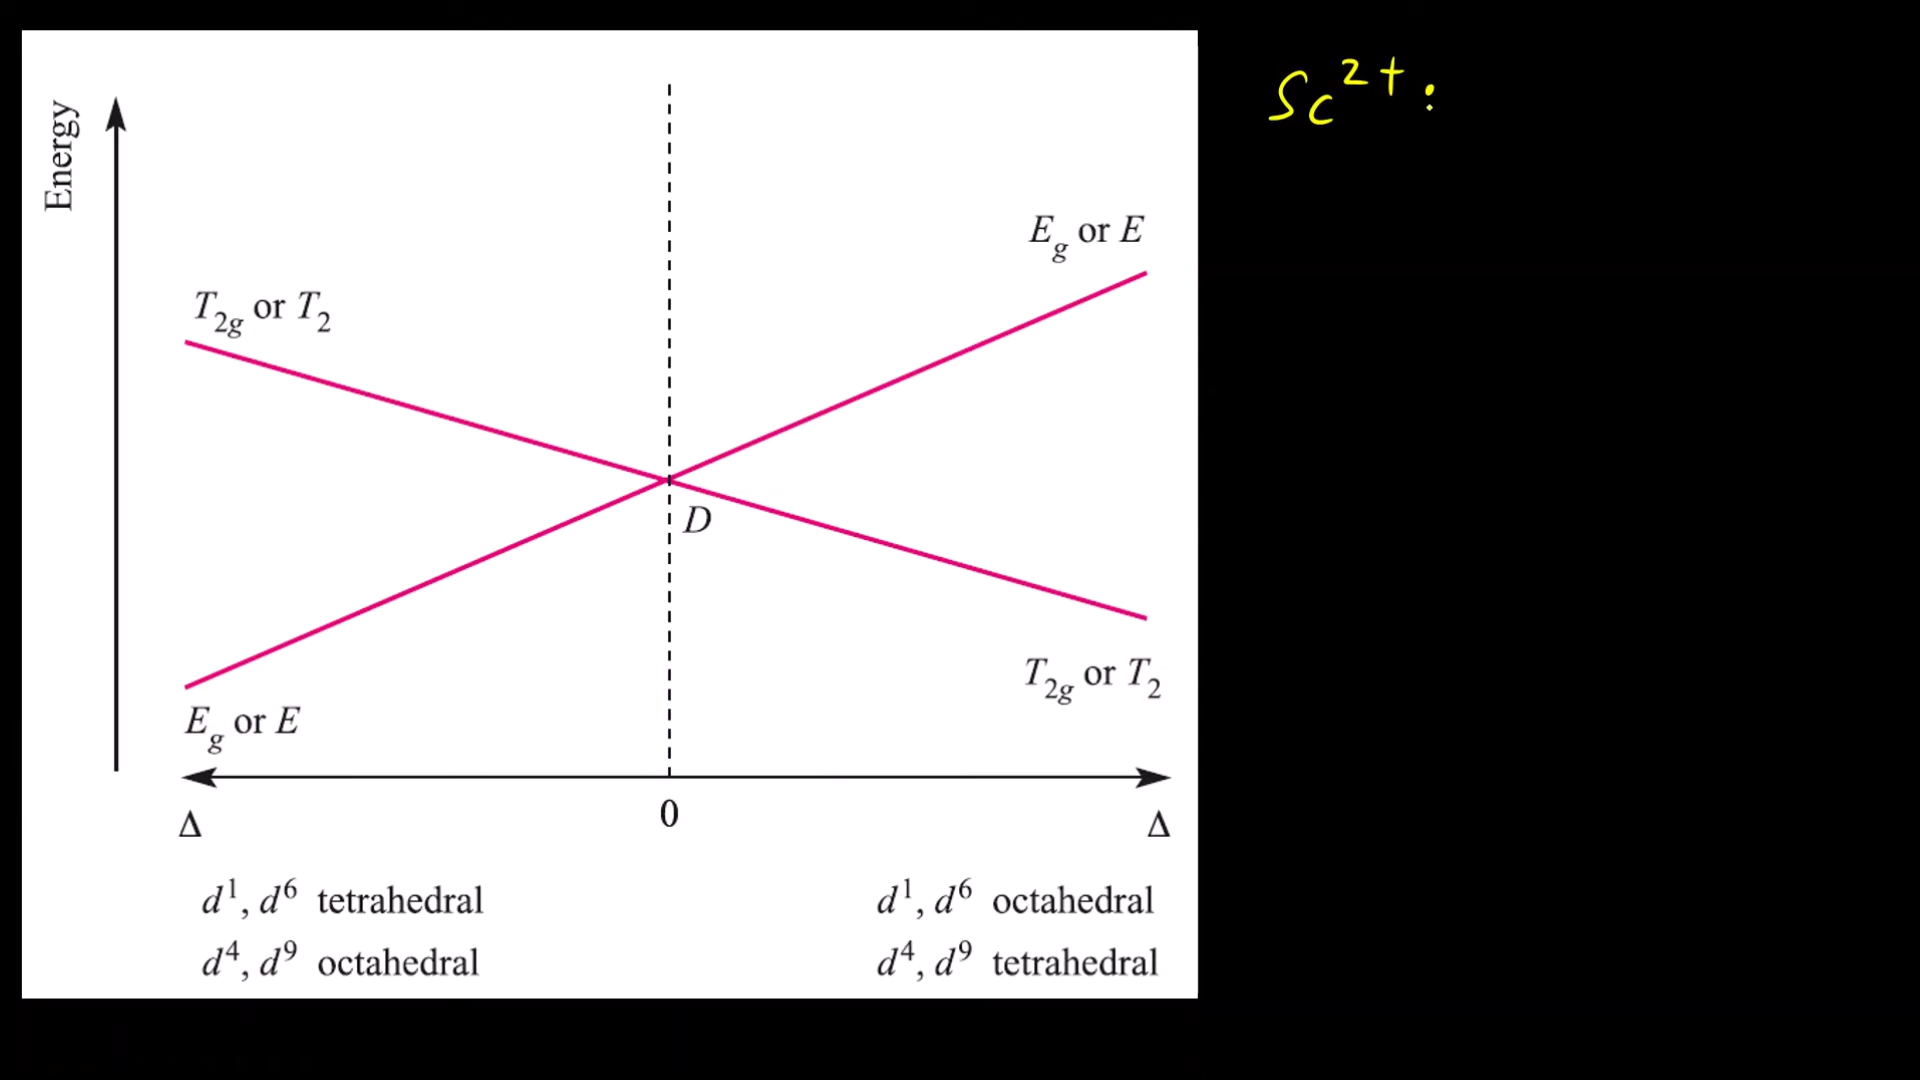 Energy
E_g or E
T_2g or T_2
D
T_2g or T_2
E_g or E
Δ 0 Δ
d^1, d^6 tetrahedral
d^4, d^9 octahedral
d^1, d^6 octahedral
d^4, d^9 tetrahedral
Sc^2+: